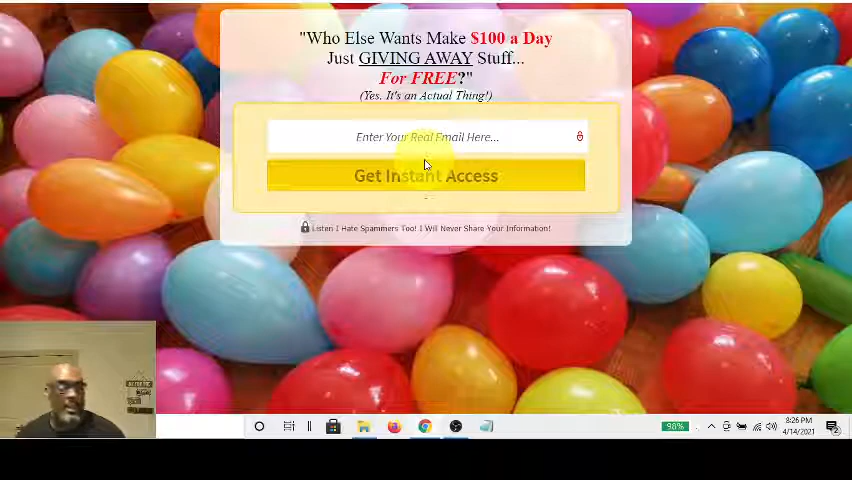 "Who Else Wants Make $100 a Day
Just GIVING AWAY Stuff...
For FREE?"
(Yes. It's an Actual Thing!)
Enter Your Real Email Here...
Get Instant Access
Listen I Hate Spammers Too! I Will Never Share Your Information!
98%
8:26 PM
4/14/2021